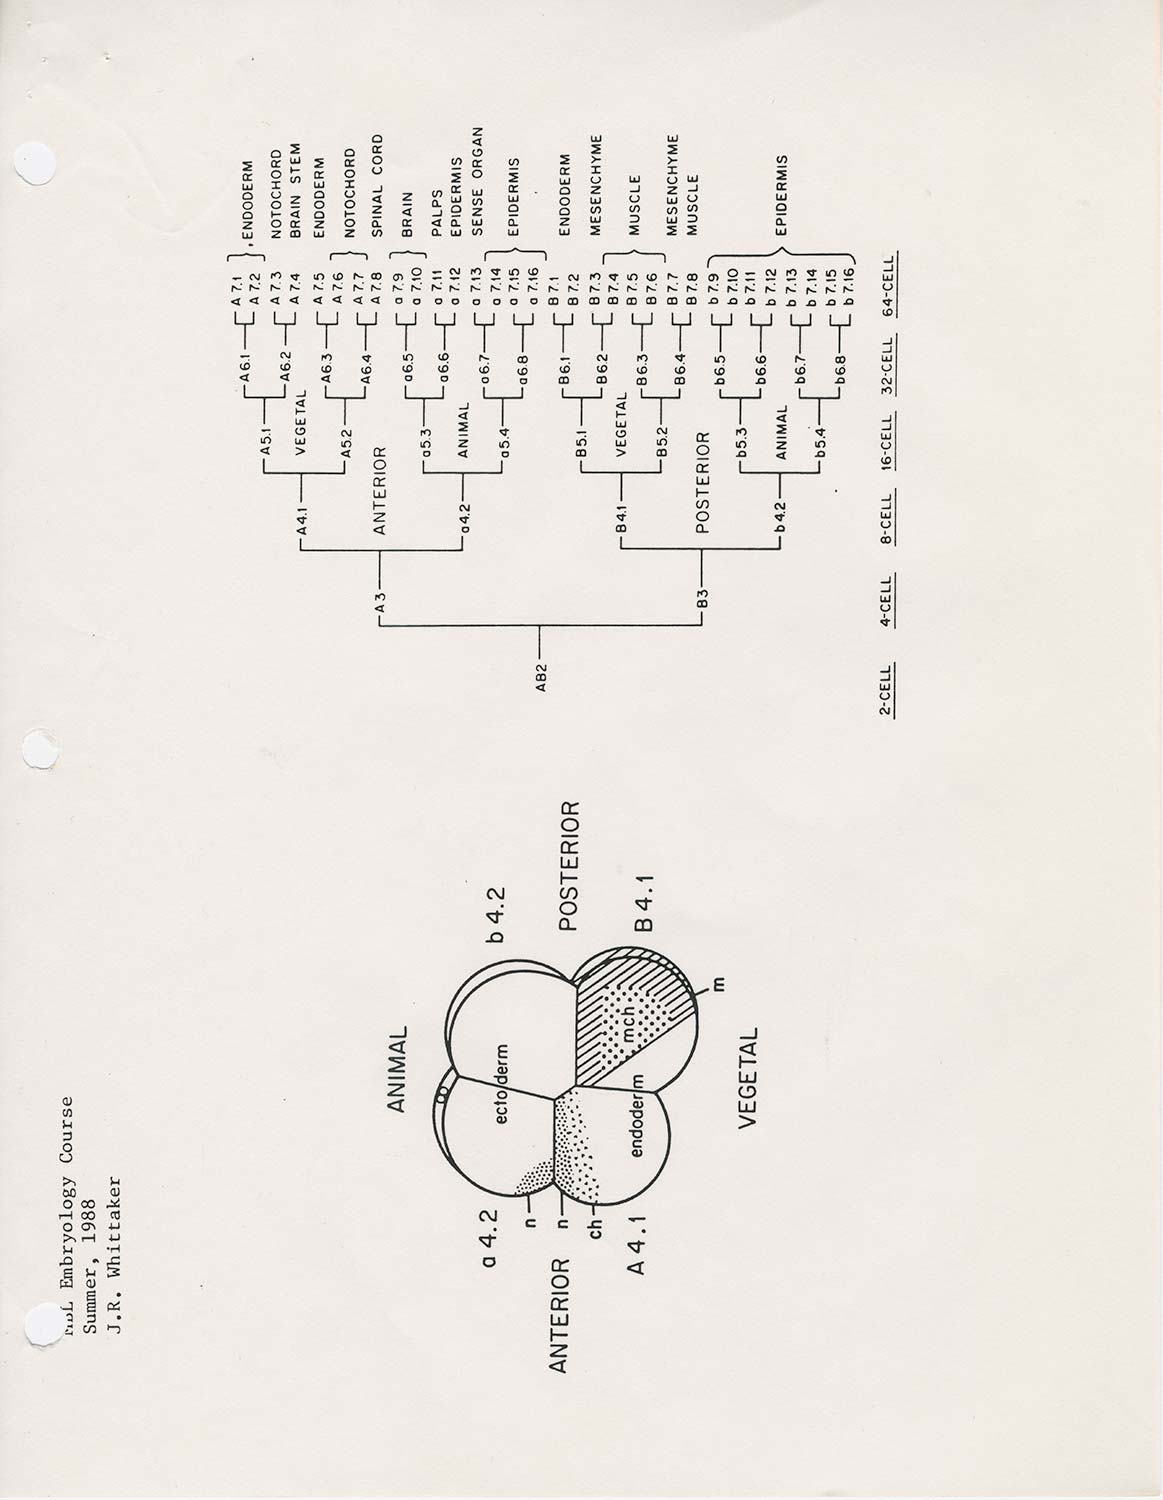 Embryology Course
Summer, 1988
J.R. Whittaker
ANIMAL
a 4.2
b 4.2
ectoderm
n
ANTERIOR
n
POSTERIOR
ch
mch
A 4.1
endoderm
B 4.1
m
VEGETAL
A 7.1
A 7.2
, ENDODERM
A 7.3 NOTOCHORD
A 7.4 BRAIN STEM
A 7.5 ENDODERM
A 7.6
A 7.7
NOTOCHORD
A 7.8 SPINAL CORD
a 7.9
a 7.10
BRAIN
a 7.11 PALPS
a 7.12 EPIDERMIS
a 7.13 SENSE ORGAN
a 7.14
a 7.15
a 7.16
EPIDERMIS
B 7.1
B 7.2
ENDODERM
B 7.3 MESENCHYME
B 7.4
B 7.5
B 7.6
MUSCLE
B 7.7 MESENCHYME
B 7.8 MUSCLE
b 7.9
b 7.10
b 7.11
b 7.12
b 7.13
b 7.14
b 7.15
b 7.16
EPIDERMIS
A6.1
A6.2
A6.3
A6.4
a6.5
a6.6
a6.7
a6.8
B6.1
B6.2
B6.3
B6.4
b6.5
b6.6
b6.7
b6.8
A5.1
VEGETAL
A5.2
a5.3
ANIMAL
a5.4
B5.1
VEGETAL
B5.2
b5.3
ANIMAL
b5.4
A4.1
ANTERIOR
a4.2
B4.1
POSTERIOR
b4.2
A3
B3
AB2
2-CELL 4-CELL 8-CELL 16-CELL 32-CELL 64-CELL